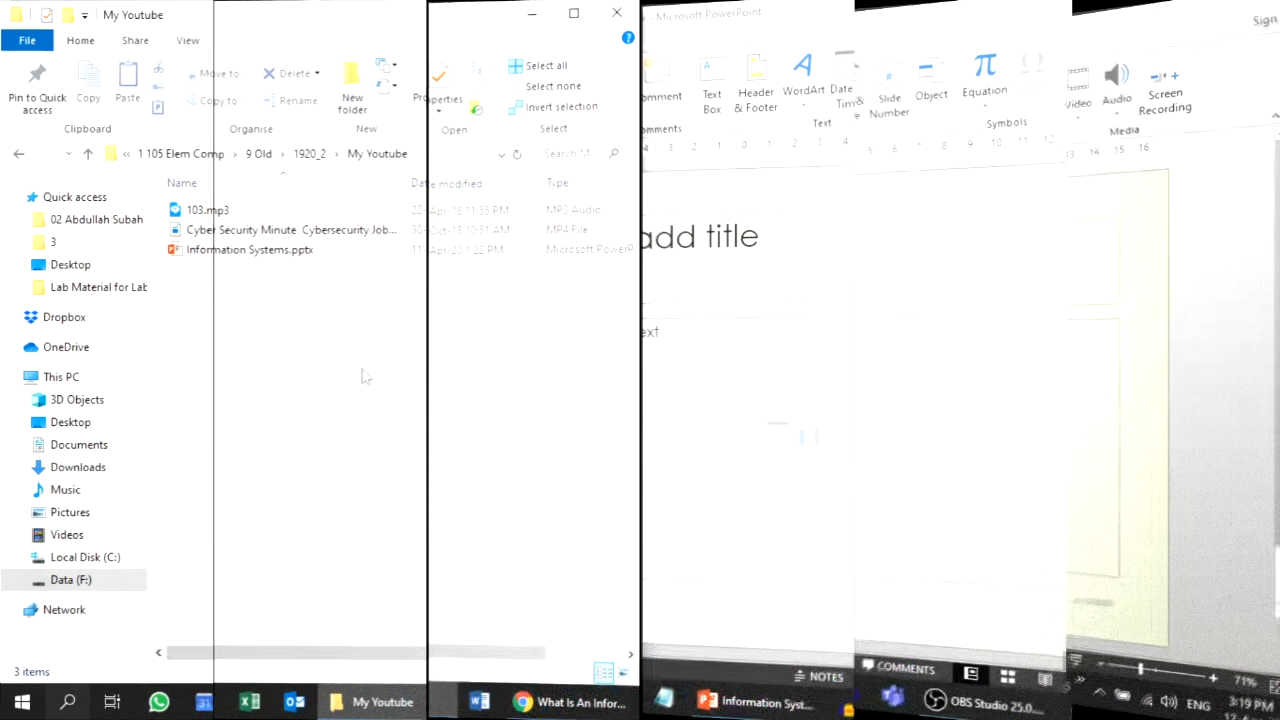 My Youtube
File Home Share View
Pin to Quick access
Copy
Paste
Move to
Copy to
Delete
Rename
New folder
Clipboard
Organise
New
Open
Select all
Select none
Invert selection
Select
« 1 105 Elem Comp › 9 Old › 1920_2 › My Youtube
Search M
Name
Date modified
Type
103.mp3
MP3 Audio
Cyber Security Minute Cybersecurity Job...
MP4 File
Information Systems.pptx
Quick access
02 Abdullah Subah
3
Desktop
Lab Material for Lab
Dropbox
OneDrive
This PC
3D Objects
Desktop
Documents
Downloads
Music
Pictures
Videos
Local Disk (C:)
Data (F:)
Network
3 items
- Microsoft PowerPoint
Sign
Text Box
Header & Footer
WordArt
Slide Number
Object
Text
Equation
Symbols
Video
Audio
Screen Recording
Media
add title
NOTES
COMMENTS
71%
My Youtube
What Is An Infor...
Information Syst...
OBS Studio 25.0....
ENG
3:19 PM